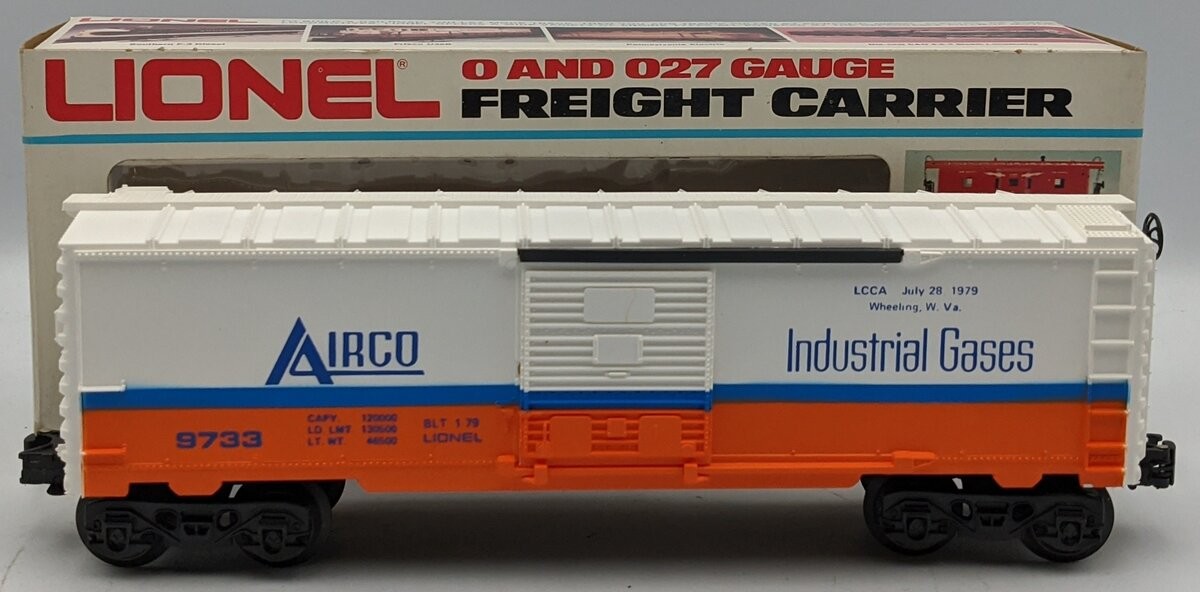 LIONEL®
O AND O27 GAUGE
FREIGHT CARRIER
LCCA July 28 1979
Wheeling, W. Va.
AIRCO
Industrial Gases
9733
CAPY. 120000
LD LMT 130500
LT WT. 46500
BLT 1 79
LIONEL